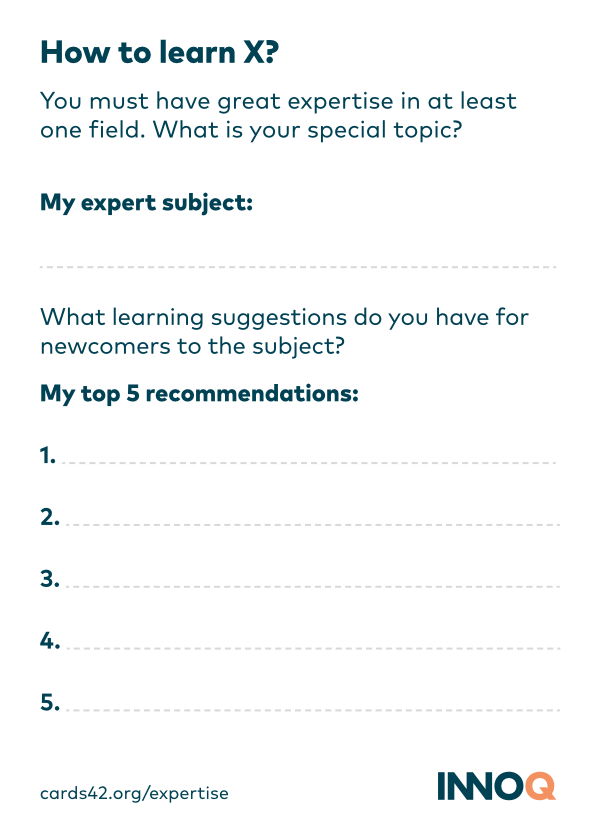 How to learn X?
You must have great expertise in at least
one field. What is your special topic?
My expert subject:
What learning suggestions do you have for
newcomers to the subject?
My top 5 recommendations:
1.
2.
3.
4.
5.
cards42.org/expertise
INNOQ